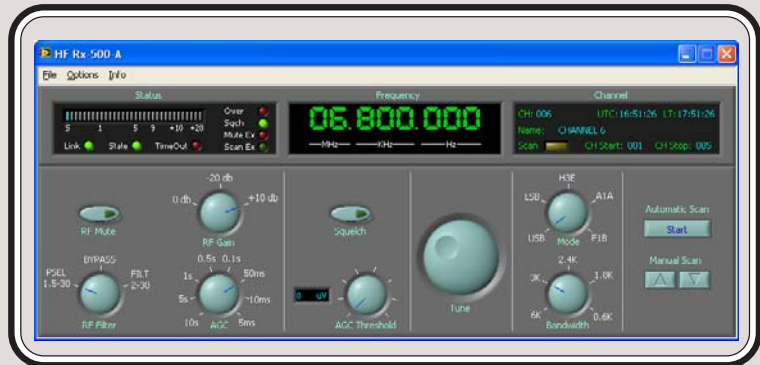 HF Rx-500-A
File Options Info
Status
S 1 5 9 +10 +20
Link State TimeOut
Over
Sqch
Mute Ex
Scan Ex
Frequency
06.800.000
MHz KHz Hz
Channel
CH: 006 UTC:16:51:26 LT:17:51:26
Name: CHANNEL 6
Scan CH Start: 001 CH Stop: 005
RF Mute
-20 db
0 db +10 db
RF Gain
BYPASS
PSEL 1.5-30
FILT 2-30
RF Filter
0.5s 0.1s
1s 50ms
5s 10ms
10s 5ms
AGC
Squelch
0 uV
AGC Threshold
Tune
H3E
LSB A1A
USB F1B
Mode
2.4K
3K 1.0K
6K 0.6K
Bandwidth
Automatic Scan
Start
Manual Scan